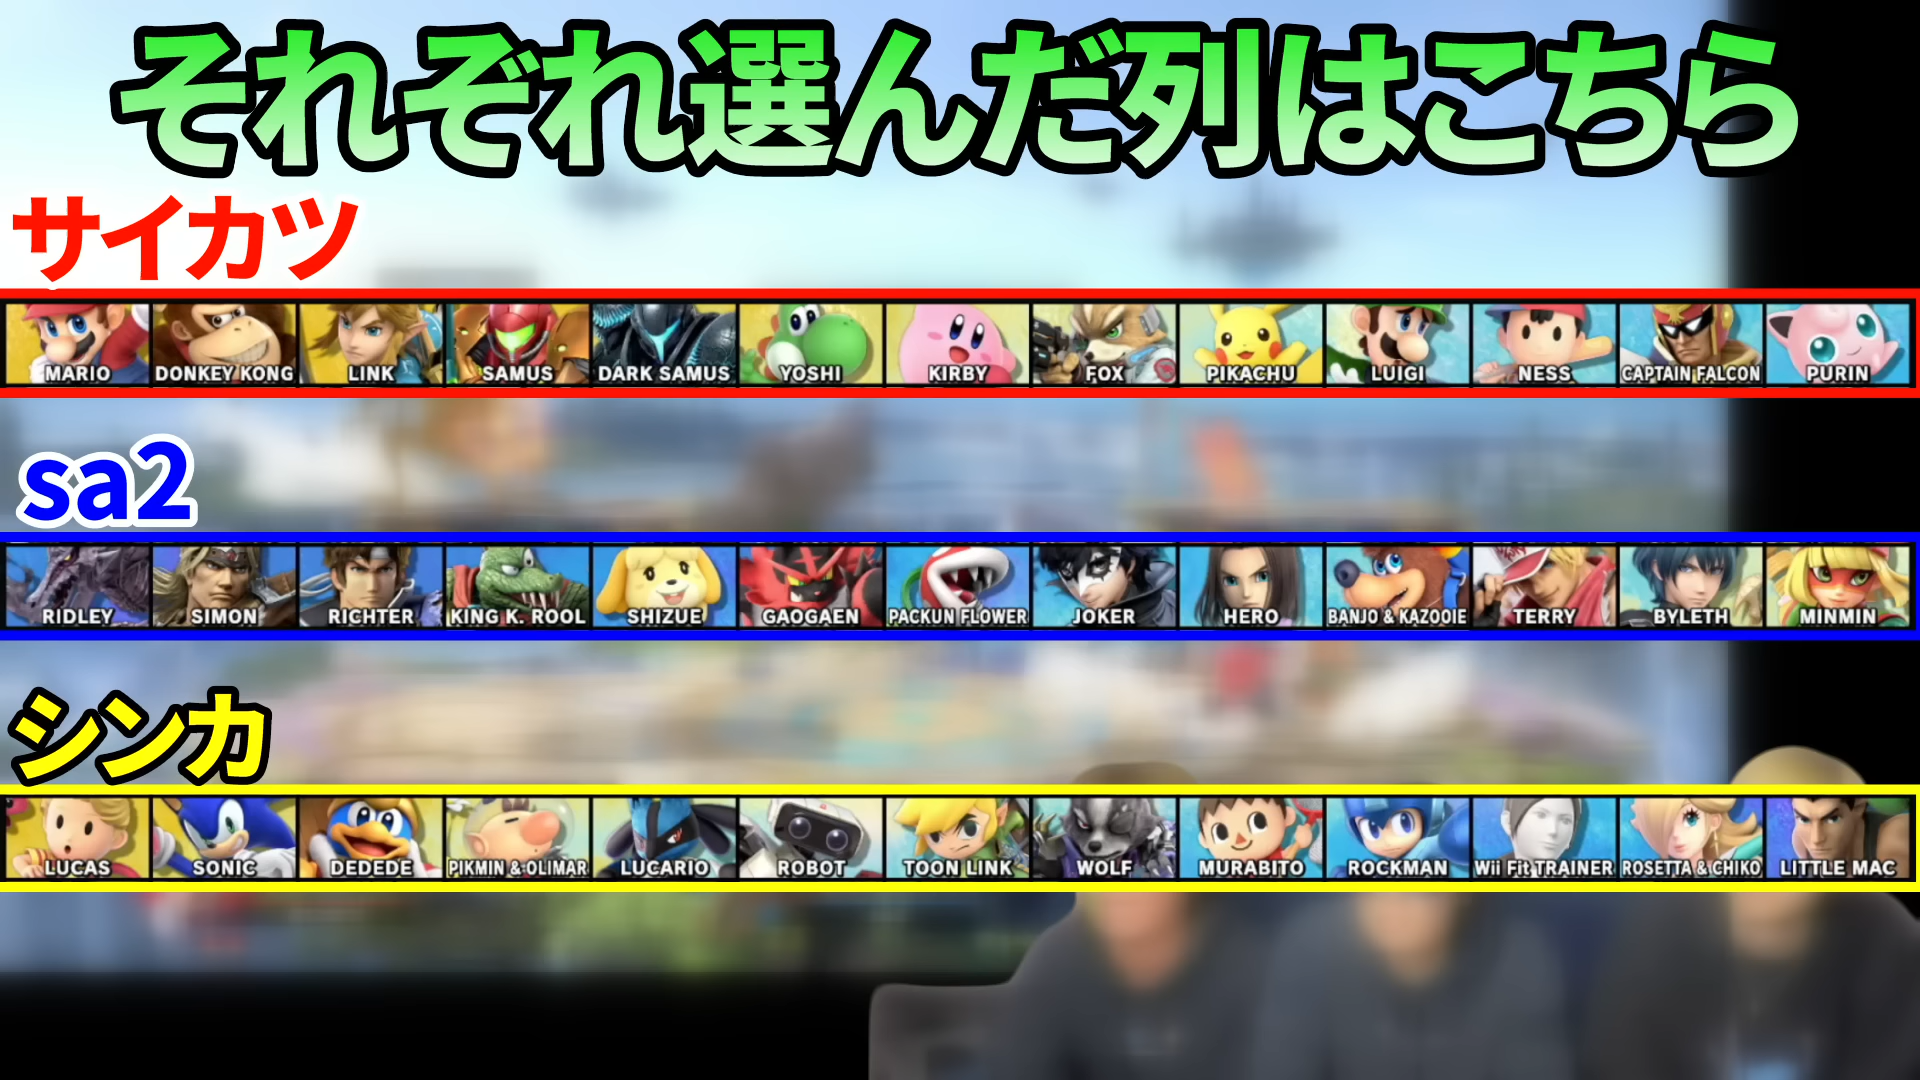 それぞれ選んだ列はこちら
サイカツ
MARIO DONKEY KONG LINK SAMUS DARK SAMUS YOSHI KIRBY FOX PIKACHU LUIGI NESS CAPTAIN FALCON PURIN
sa2
RIDLEY SIMON RICHTER KING K. ROOL SHIZUE GAOGAEN PACKUN FLOWER JOKER HERO BANJO & KAZOOIE TERRY BYLETH MINMIN
シンカ
LUCAS SONIC DEDEDE PIKMIN & OLIMAR LUCARIO ROBOT TOON LINK WOLF MURABITO ROCKMAN Wii Fit TRAINER ROSETTA & CHIKO LITTLE MAC